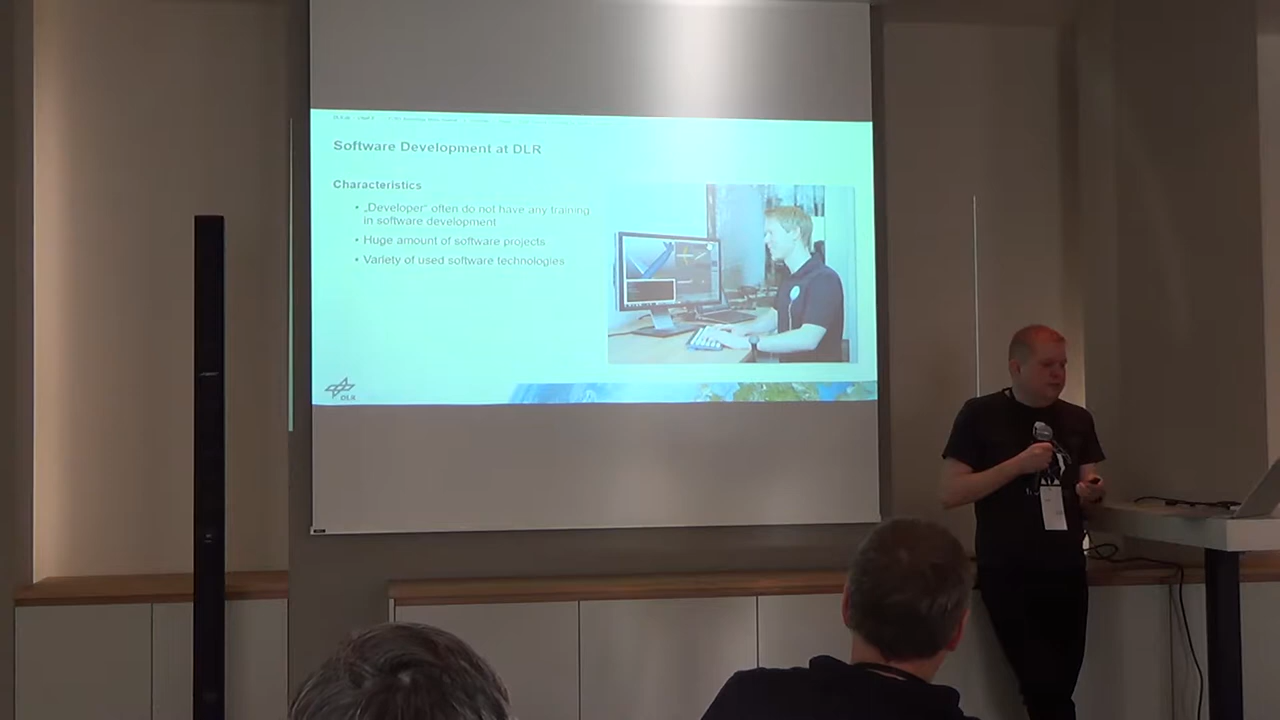 Software Development at DLR
Characteristics
• „Developer“ often do not have any training
in software development
• Huge amount of software projects
• Variety of used software technologies
DLR